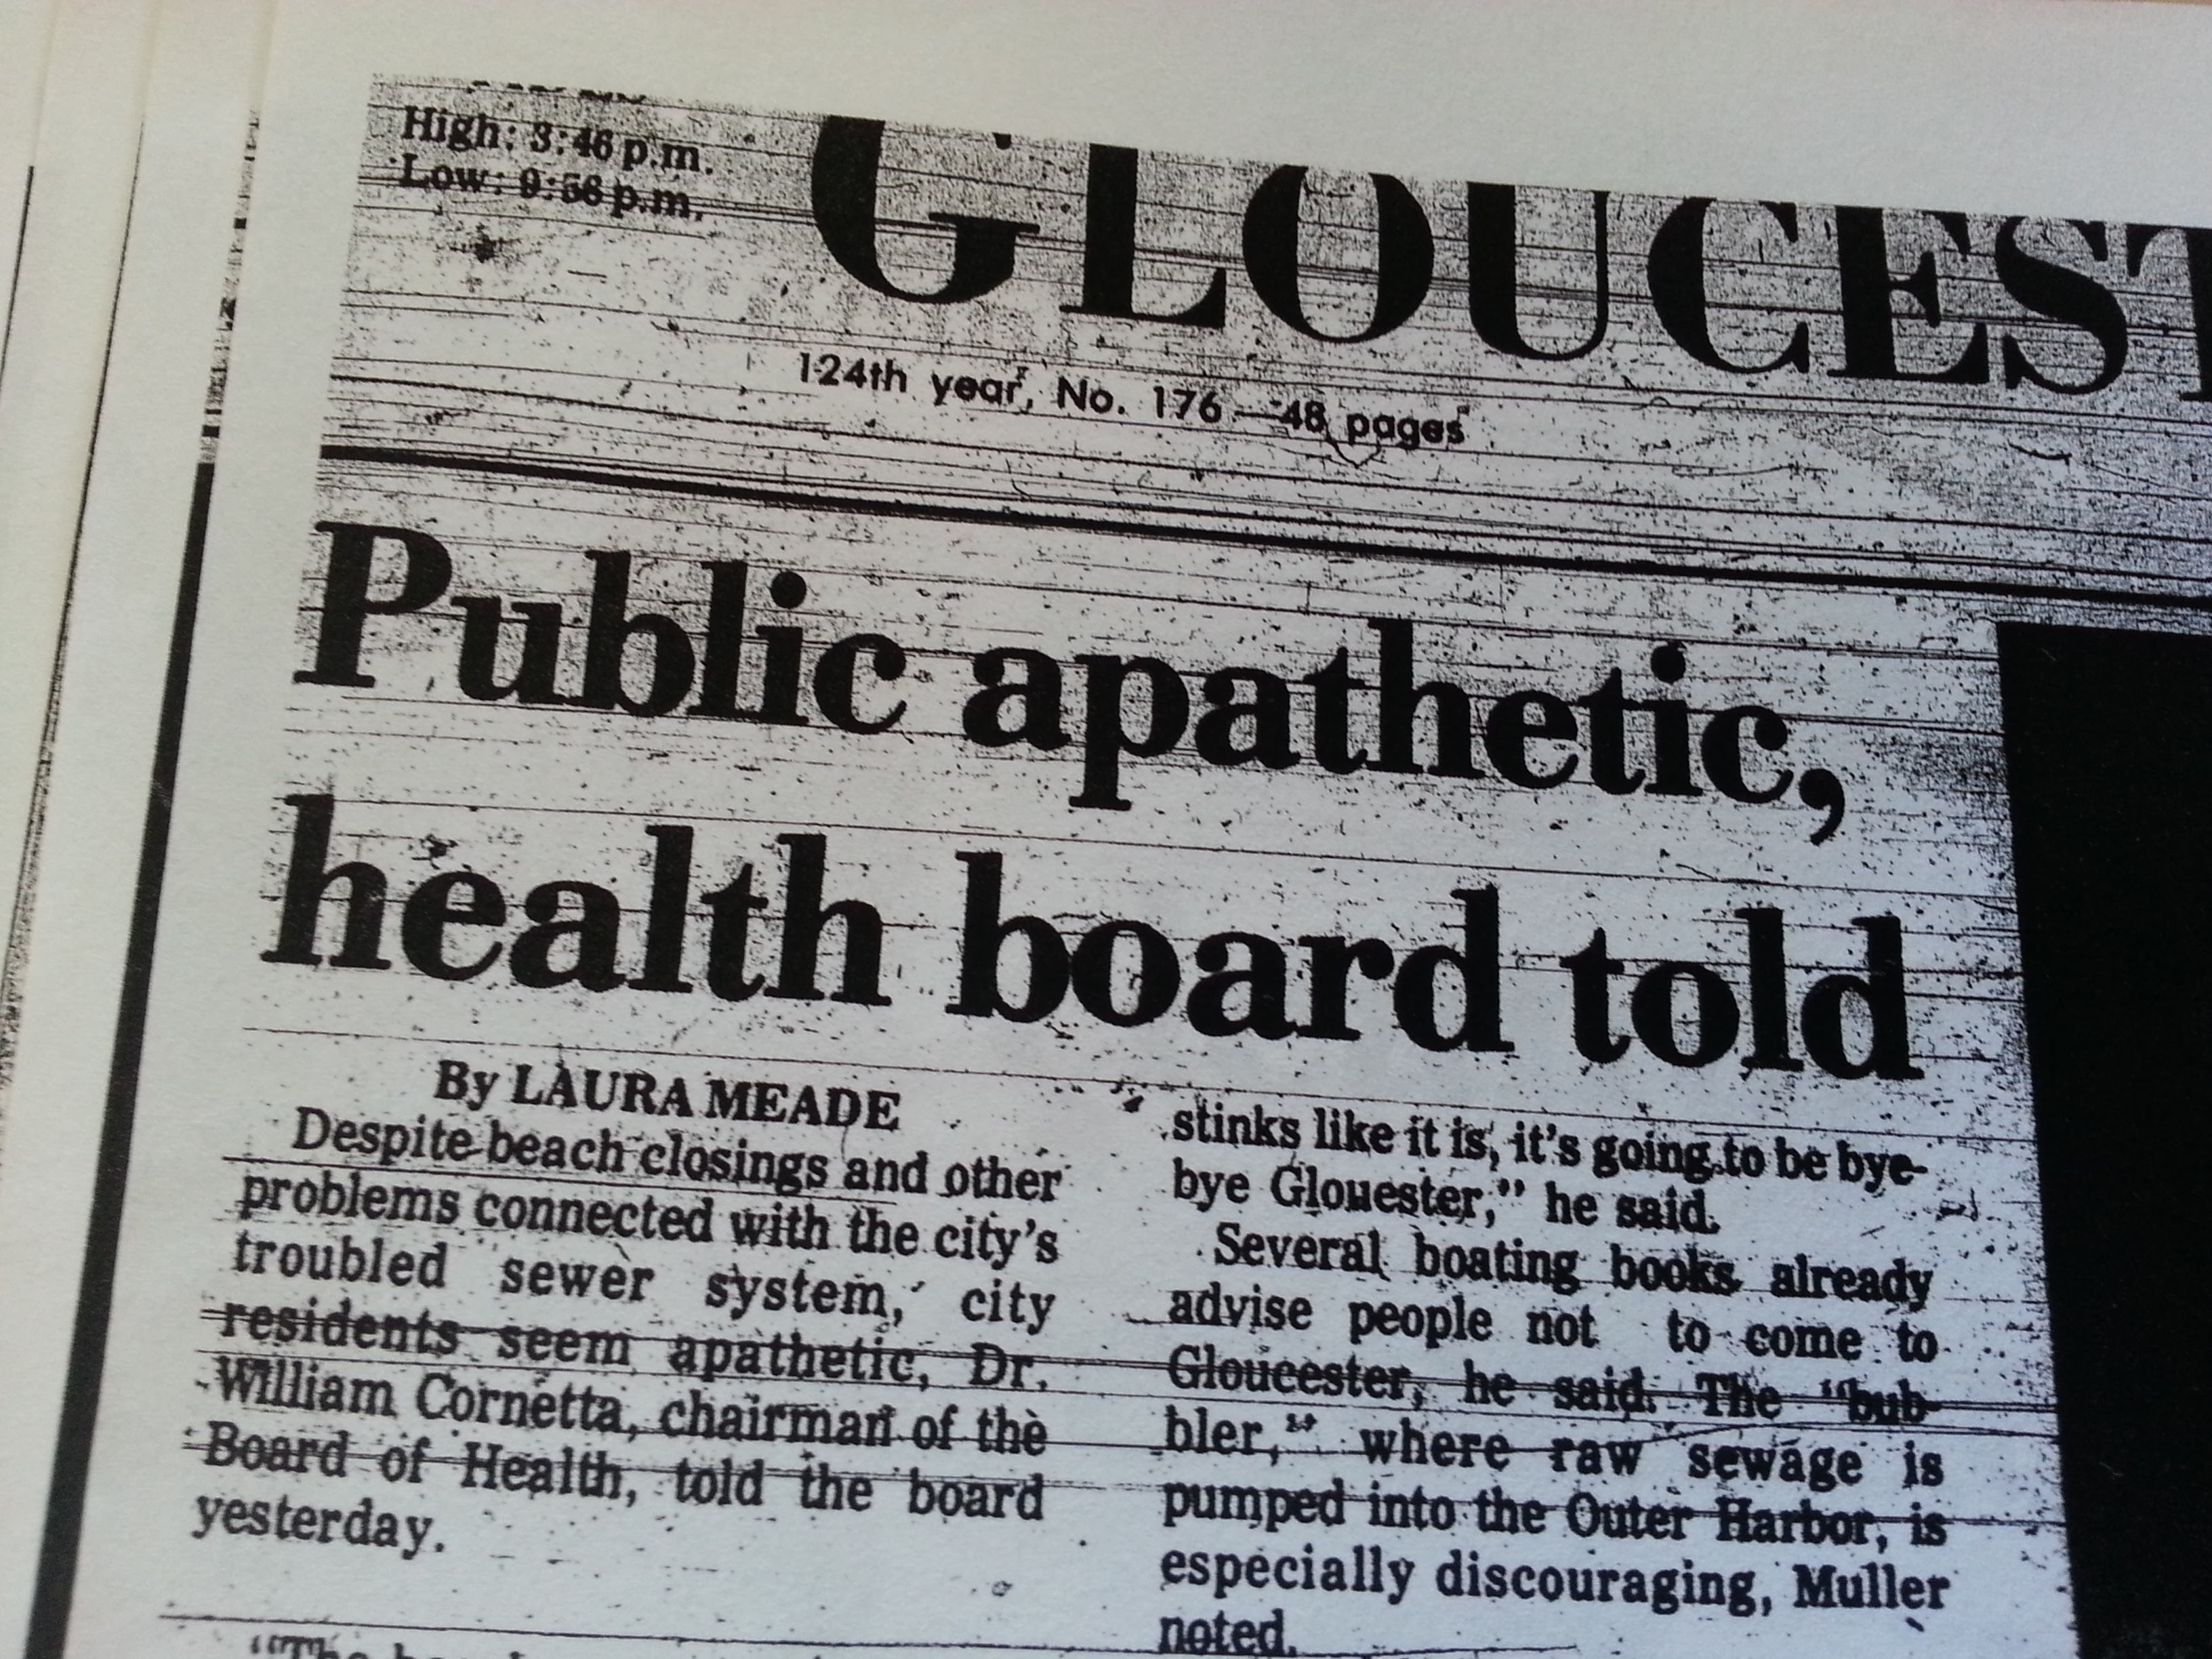 High: 3:46 p.m.
Low: 9:56 p.m.
GLOUCEST
124th year, No. 176 — 48 pages
Public apathetic,
health board told
By LAURA MEADE
Despite beach closings and other
problems connected with the city's
troubled sewer system, city
residents seem apathetic, Dr.
William Cornetta, chairman of the
Board of Health, told the board
yesterday.
stinks like it is, it's going to be bye-
bye Glouester," he said.
Several boating books already
advise people not to come to
Gloucester, he said. The "bub-
bler," where raw sewage is
pumped into the Outer Harbor, is
especially discouraging, Muller
noted.